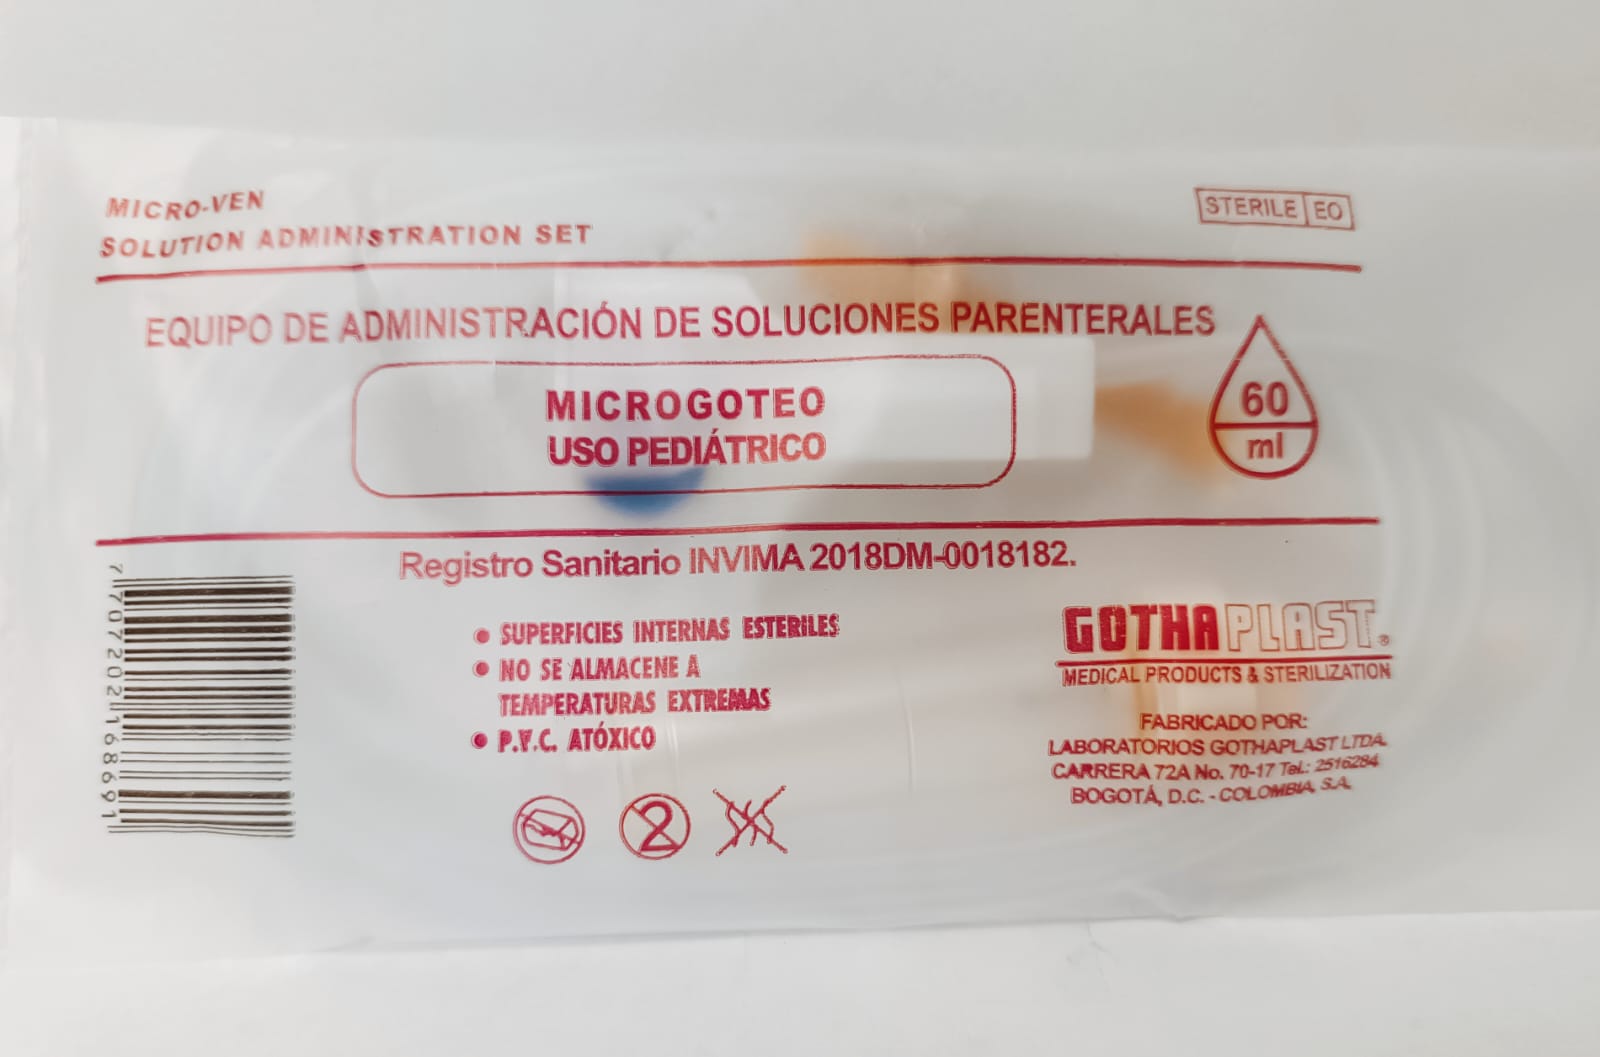 MICRO-VEN
SOLUTION ADMINISTRATION SET
STERILE EO
EQUIPO DE ADMINISTRACIÓN DE SOLUCIONES PARENTERALES
MICROGOTEO
USO PEDIÁTRICO
60
ml
Registro Sanitario INVIMA 2018DM-0018182.
7707202168691
• SUPERFICIES INTERNAS ESTERILES
• NO SE ALMACENE A
TEMPERATURAS EXTREMAS
• P.V.C. ATÓXICO
2
GOTHAPLAST®
MEDICAL PRODUCTS & STERILIZATION
FABRICADO POR:
LABORATORIOS GOTHAPLAST LTDA.
CARRERA 72A No. 70-17 Tel.: 2516284
BOGOTÁ, D.C. - COLOMBIA. S.A.